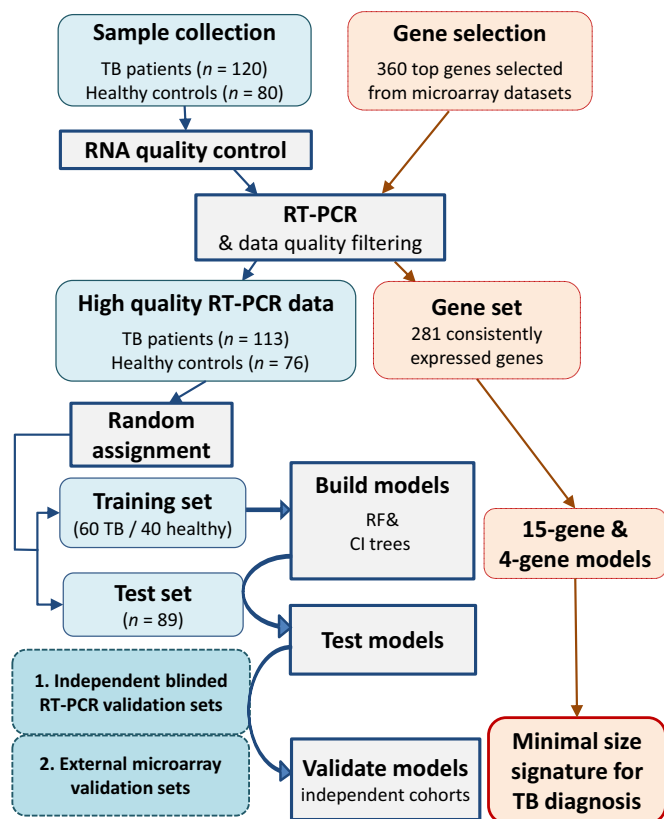 Sample collection
TB patients (n = 120)
Healthy controls (n = 80)
Gene selection
360 top genes selected
from microarray datasets
RNA quality control
RT-PCR
& data quality filtering
High quality RT-PCR data
TB patients (n = 113)
Healthy controls (n = 76)
Gene set
281 consistently
expressed genes
Random
assignment
Training set
(60 TB / 40 healthy)
Build models
RF&
CI trees
15-gene &
4-gene models
Test set
(n = 89)
Test models
1. Independent blinded
RT-PCR validation sets
2. External microarray
validation sets
Validate models
independent cohorts
Minimal size
signature for
TB diagnosis